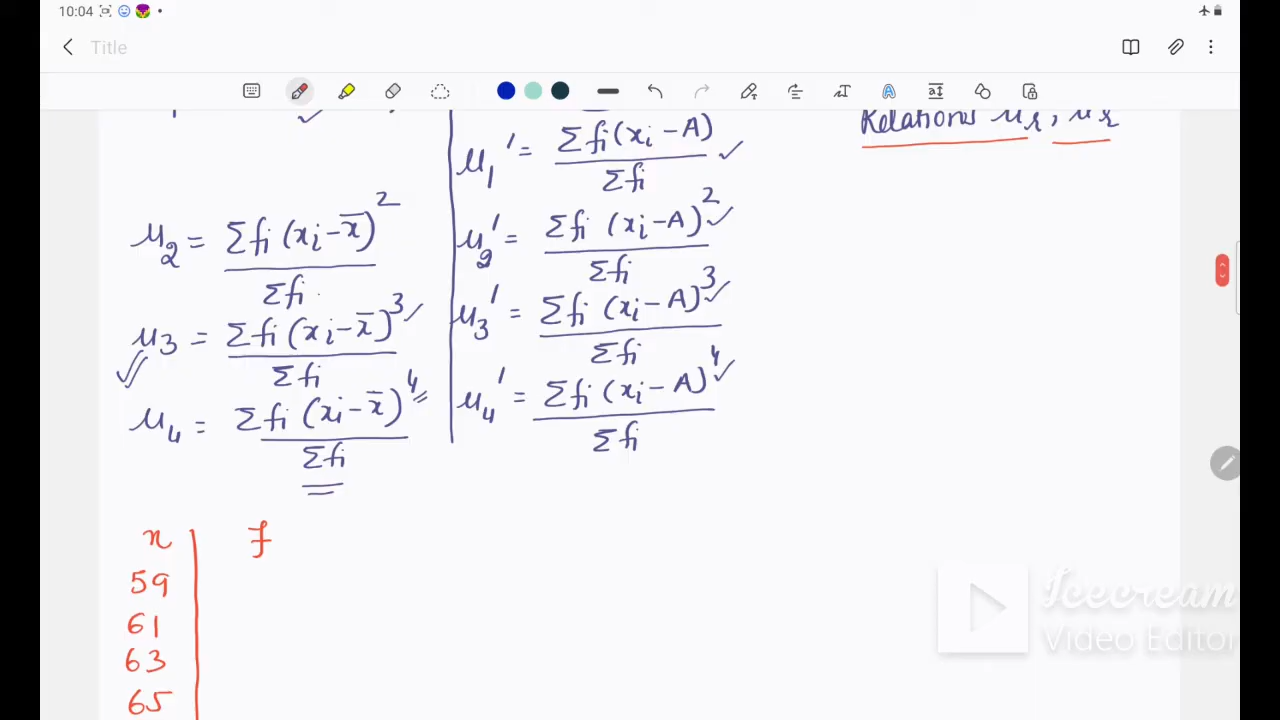 10:04
Title
Relations μr, μr
μ1' = Σfi(xi-A)
Σfi
μ2 = Σfi(xi-x̄)²
Σfi
μ2' = Σfi (xi-A)²
Σfi
μ3 = Σfi(xi-x̄)³
Σfi
μ3' = Σfi (xi-A)³
Σfi
μ4 = Σfi (xi-x̄)⁴
Σfi
μ4' = Σfi (xi-A)⁴
Σfi
x f
59
61
63
65
Icecream
Video Editor